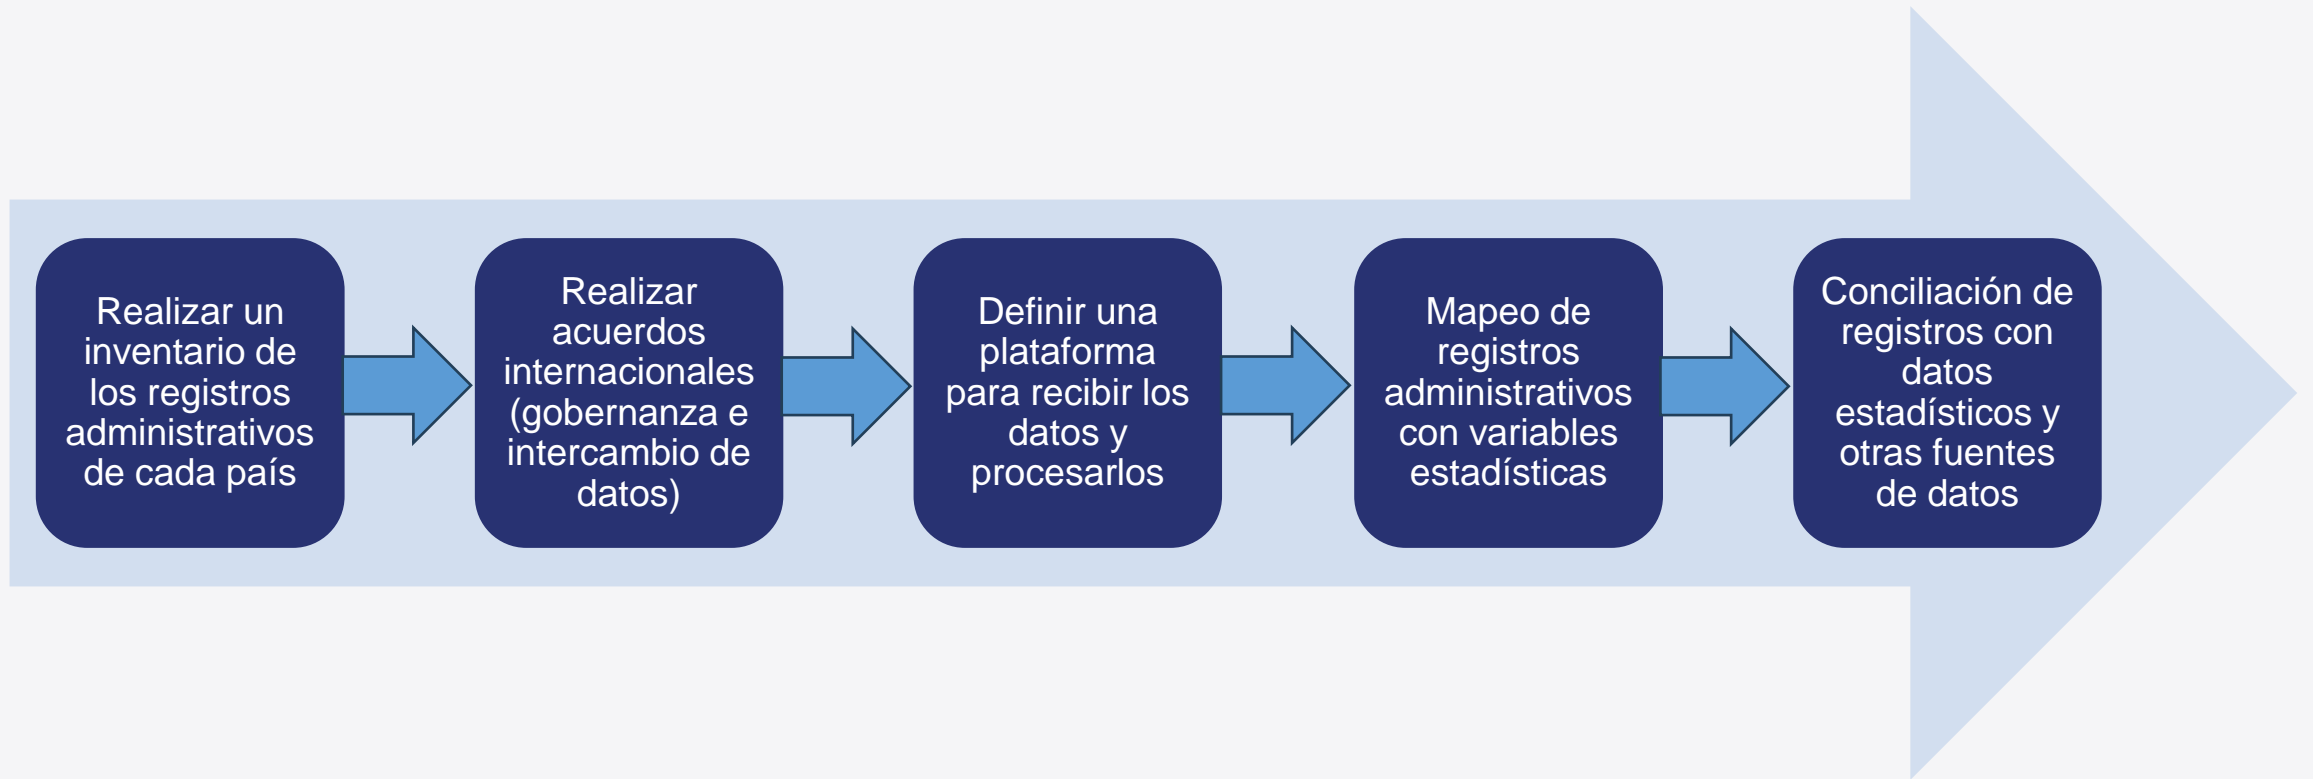 Realizar un
inventario de
los registros
administrativos
de cada país
Realizar
acuerdos
internacionales
(gobernanza e
intercambio de
datos)
Definir una
plataforma
para recibir los
datos y
procesarlos
Mapeo de
registros
administrativos
con variables
estadísticas
Conciliación de
registros con
datos
estadísticos y
otras fuentes
de datos